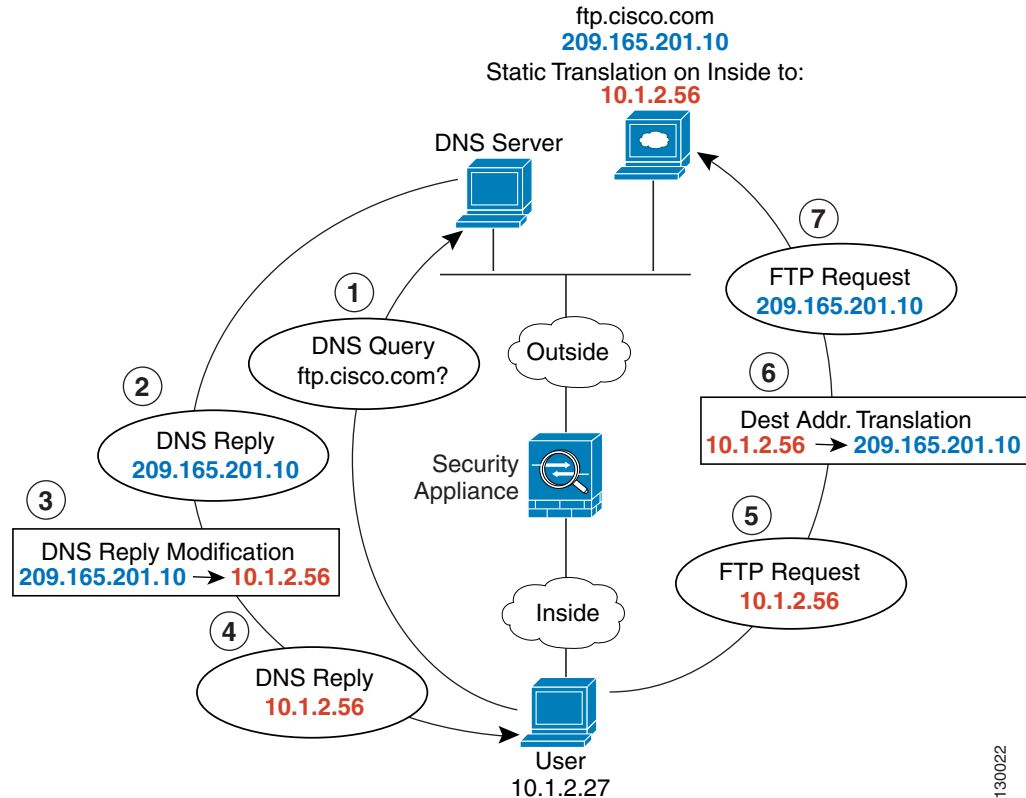 ftp.cisco.com
209.165.201.10
Static Translation on Inside to:
10.1.2.56
DNS Server
7
FTP Request
209.165.201.10
1
DNS Query
ftp.cisco.com?
Outside
2
DNS Reply
209.165.201.10
6
Dest Addr. Translation
10.1.2.56 → 209.165.201.10
Security
Appliance
3
DNS Reply Modification
209.165.201.10 → 10.1.2.56
5
FTP Request
10.1.2.56
Inside
4
DNS Reply
10.1.2.56
User
10.1.2.27
130022